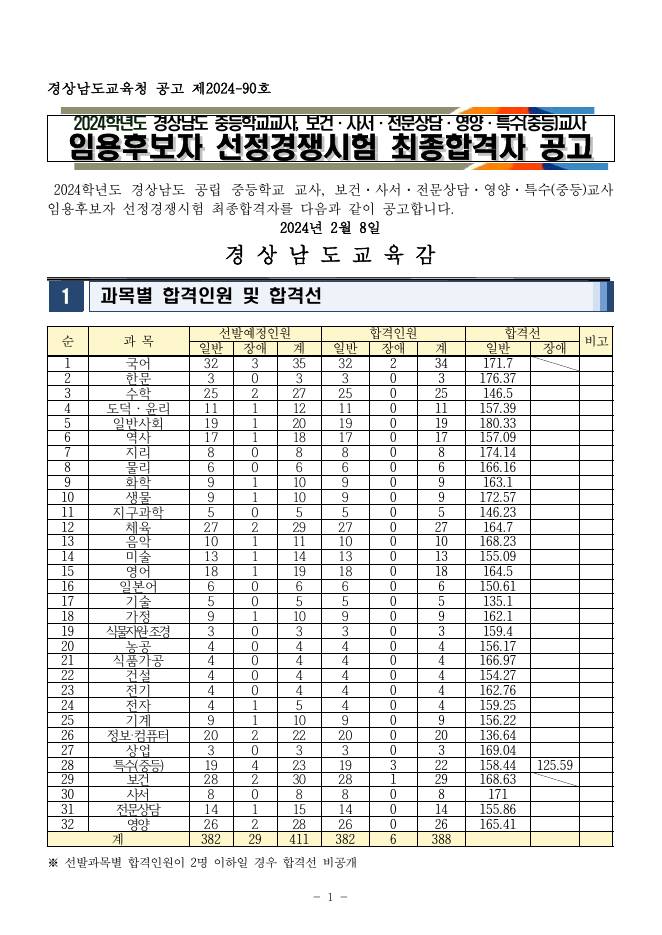 경상남도교육청 공고 제2024-90호
2024학년도 경상남도 중등학교교사, 보건·사서·전문상담·영양·특수(중등)교사
임용후보자 선정경쟁시험 최종합격자 공고
2024학년도 경상남도 공립 중등학교 교사, 보건·사서·전문상담·영양·특수(중등)교사
임용후보자 선정경쟁시험 최종합격자를 다음과 같이 공고합니다.
2024년 2월 8일
경 상 남 도 교 육 감
1 과목별 합격인원 및 합격선
순 과 목 선발예정인원 합격인원 합격선 비고
일반 장애 계 일반 장애 계 일반 장애
1 국어 32 3 35 32 2 34 171.7
2 한문 3 0 3 3 0 3 176.37
3 수학 25 2 27 25 0 25 146.5
4 도덕·윤리 11 1 12 11 0 11 157.39
5 일반사회 19 1 20 19 0 19 180.33
6 역사 17 1 18 17 0 17 157.09
7 지리 8 0 8 8 0 8 174.14
8 물리 6 0 6 6 0 6 166.16
9 화학 9 1 10 9 0 9 163.1
10 생물 9 1 10 9 0 9 172.57
11 지구과학 5 0 5 5 0 5 146.23
12 체육 27 2 29 27 0 27 164.7
13 음악 10 1 11 10 0 10 168.23
14 미술 13 1 14 13 0 13 155.09
15 영어 18 1 19 18 0 18 164.5
16 일본어 6 0 6 6 0 6 150.61
17 기술 5 0 5 5 0 5 135.1
18 가정 9 1 10 9 0 9 162.1
19 식물자원·조경 3 0 3 3 0 3 159.4
20 농공 4 0 4 4 0 4 156.17
21 식품가공 4 0 4 4 0 4 166.97
22 건설 4 0 4 4 0 4 154.27
23 전기 4 0 4 4 0 4 162.76
24 전자 4 1 5 4 0 4 159.25
25 기계 9 1 10 9 0 9 156.22
26 정보·컴퓨터 20 2 22 20 0 20 136.64
27 상업 3 0 3 3 0 3 169.04
28 특수(중등) 19 4 23 19 3 22 158.44 125.59
29 보건 28 2 30 28 1 29 168.63
30 사서 8 0 8 8 0 8 171
31 전문상담 14 1 15 14 0 14 155.86
32 영양 26 2 28 26 0 26 165.41
계 382 29 411 382 6 388
※ 선발과목별 합격인원이 2명 이하일 경우 합격선 비공개
- 1 -